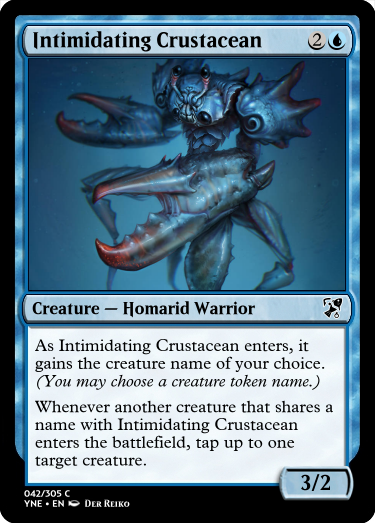 Intimidating Crustacean 2
Creature — Homarid Warrior
As Intimidating Crustacean enters, it
gains the creature name of your choice.
(You may choose a creature token name.)
Whenever another creature that shares a
name with Intimidating Crustacean
enters the battlefield, tap up to one
target creature.
3/2
042/305 C
YNE • EN Der Reiko